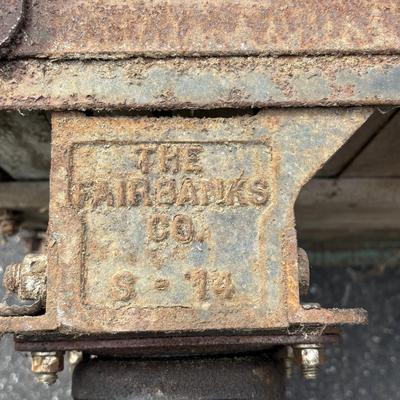 THE
FAIRBANKS
CO.
S - 14